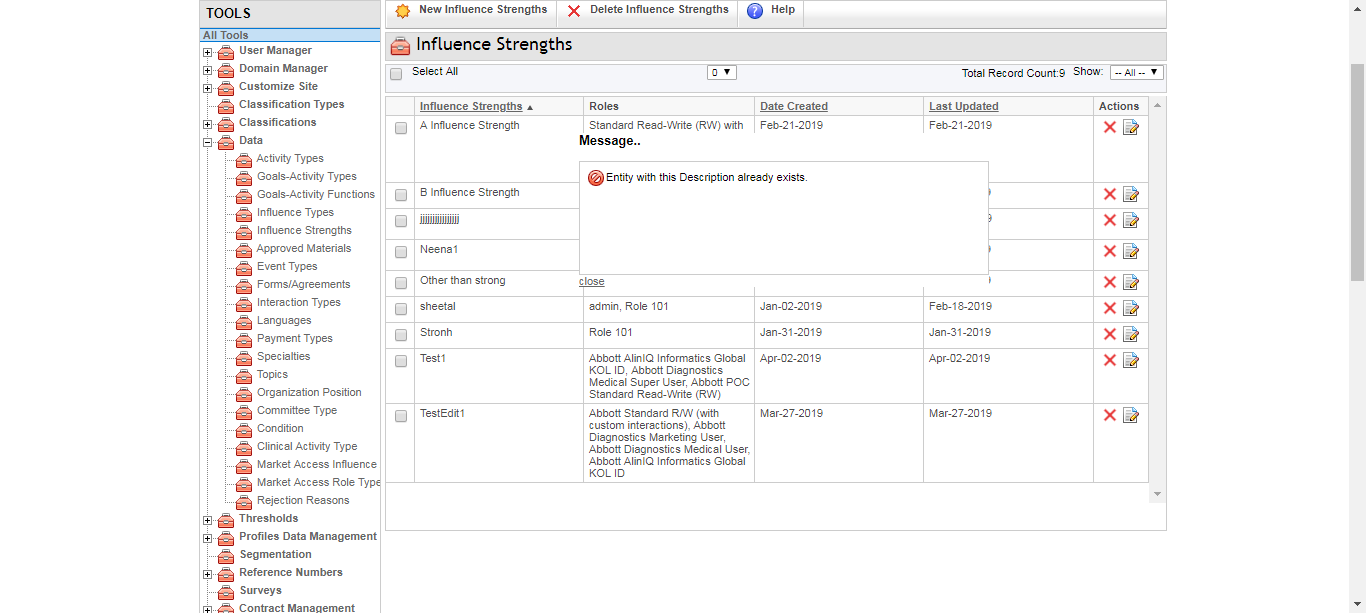 TOOLS
All Tools
User Manager
Domain Manager
Customize Site
Classification Types
Classifications
Data
Activity Types
Goals-Activity Types
Goals-Activity Functions
Influence Types
Influence Strengths
Approved Materials
Event Types
Forms/Agreements
Interaction Types
Languages
Payment Types
Specialties
Topics
Organization Position
Committee Type
Condition
Clinical Activity Type
Market Access Influence
Market Access Role Type
Rejection Reasons
Thresholds
Profiles Data Management
Segmentation
Reference Numbers
Surveys
Contract Management
New Influence Strengths Delete Influence Strengths Help
Influence Strengths
Select All 0 Total Record Count:9 Show: -- All --
Influence Strengths Roles Date Created Last Updated Actions
A Influence Strength Standard Read-Write (RW) with Feb-21-2019 Feb-21-2019
Message..
Entity with this Description already exists.
close
B Influence Strength
Neena1
Other than strong
sheetal admin, Role 101 Jan-02-2019 Feb-18-2019
Stronh Role 101 Jan-31-2019 Jan-31-2019
Test1 Abbott AlinIQ Informatics Global Apr-02-2019 Apr-02-2019
KOL ID, Abbott Diagnostics
Medical Super User, Abbott POC
Standard Read-Write (RW)
TestEdit1 Abbott Standard R/W (with Mar-27-2019 Mar-27-2019
custom interactions), Abbott
Diagnostics Marketing User,
Abbott Diagnostics Medical User,
Abbott AlinIQ Informatics Global
KOL ID